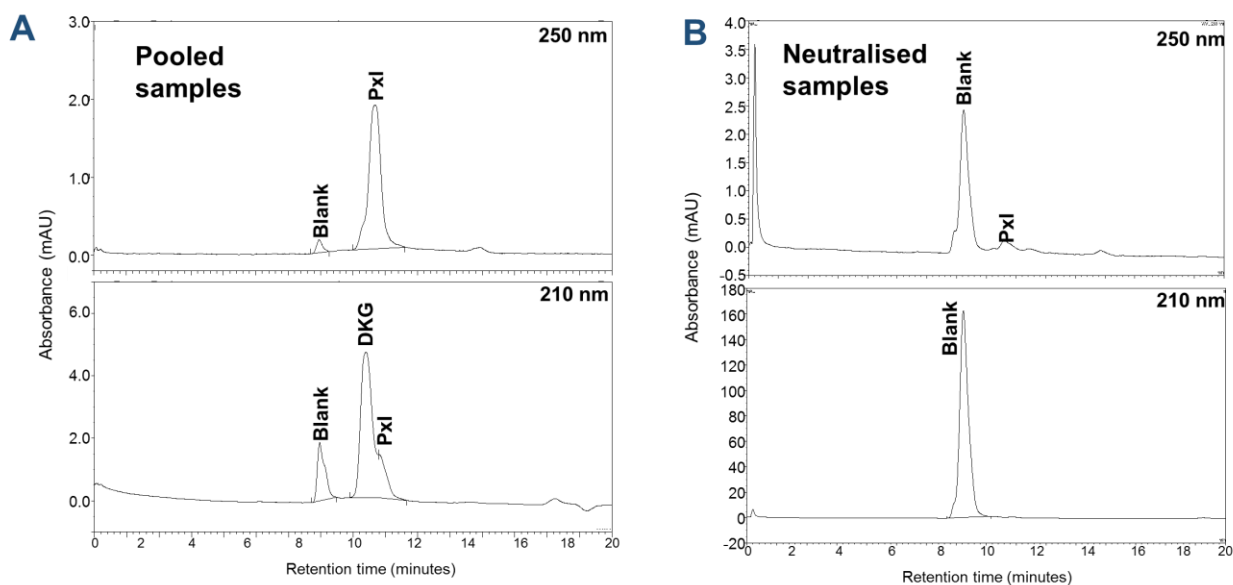 A
Pooled
samples
250 nm
3.0
2.0
1.0
0.0
Blank
Pxl
210 nm
6.0
4.0
2.0
0.0
Blank
DKG
Pxl
0 2 4 6 8 10 12 14 16 18 20
Absorbance (mAU)
Retention time (minutes)
B
Neutralised
samples
250 nm
4.0
3.5
3.0
2.5
2.0
1.5
1.0
0.5
0.0
-0.5
Blank
Pxl
210 nm
180
160
140
120
100
80
60
40
20
0
-20
Blank
0 2 4 6 8 10 12 14 16 18 20
Absorbance (mAU)
Retention time (minutes)